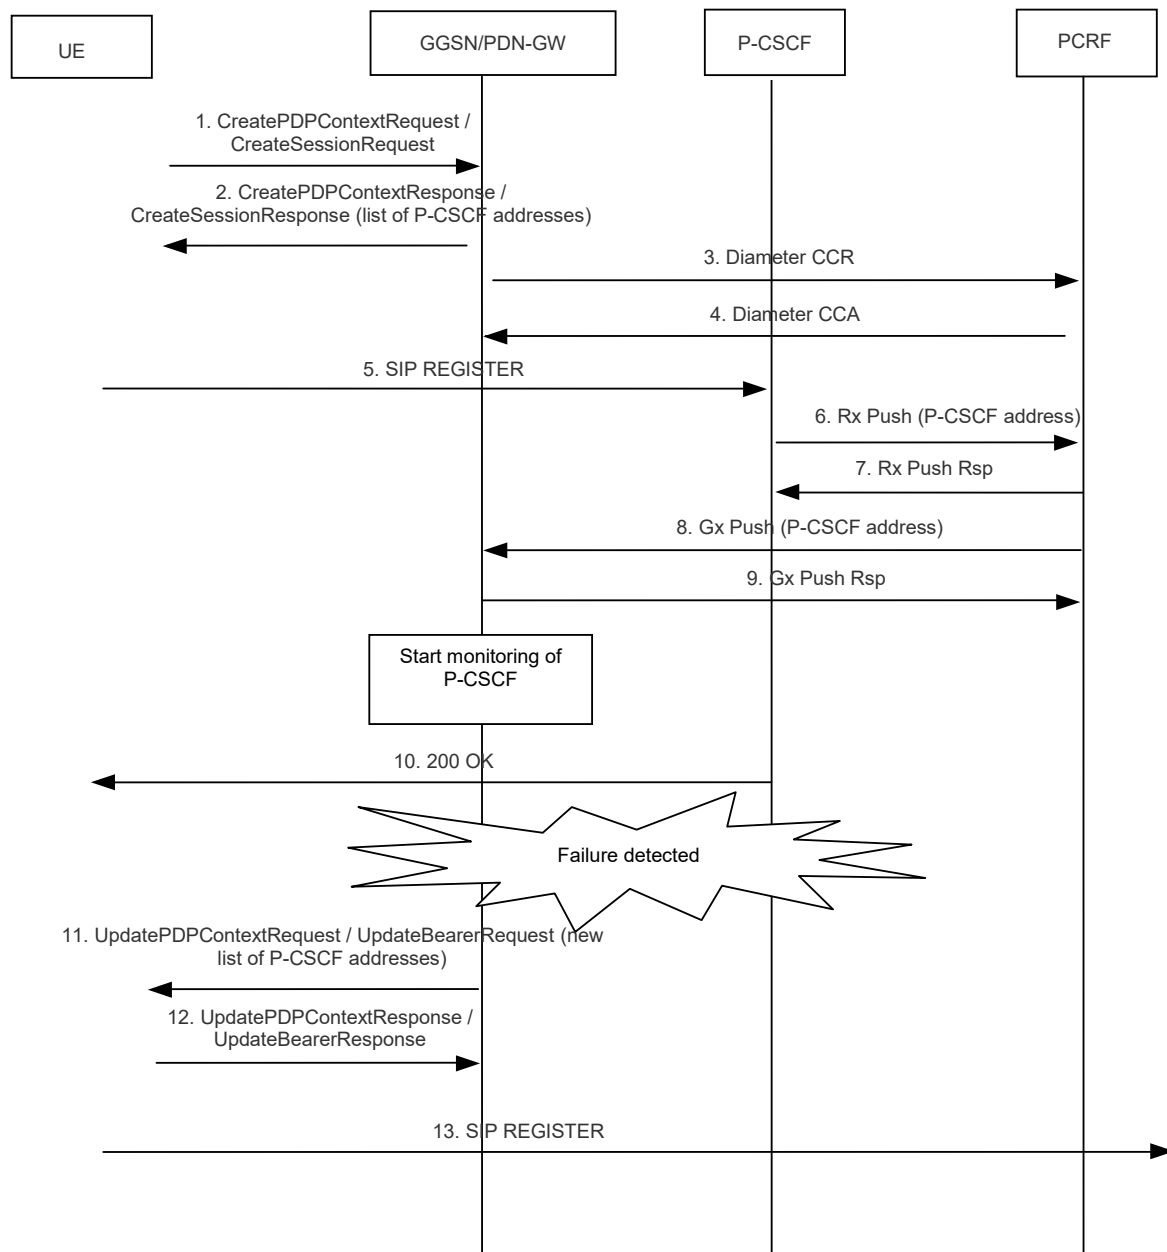 UE
GGSN/PDN-GW
P-CSCF
PCRF
1. CreatePDPContextRequest /
CreateSessionRequest
2. CreatePDPContextResponse /
CreateSessionResponse (list of P-CSCF addresses)
3. Diameter CCR
4. Diameter CCA
5. SIP REGISTER
6. Rx Push (P-CSCF address)
7. Rx Push Rsp
8. Gx Push (P-CSCF address)
9. Gx Push Rsp
Start monitoring of
P-CSCF
10. 200 OK
Failure detected
11. UpdatePDPContextRequest / UpdateBearerRequest (new
list of P-CSCF addresses)
12. UpdatePDPContextResponse /
UpdateBearerResponse
13. SIP REGISTER